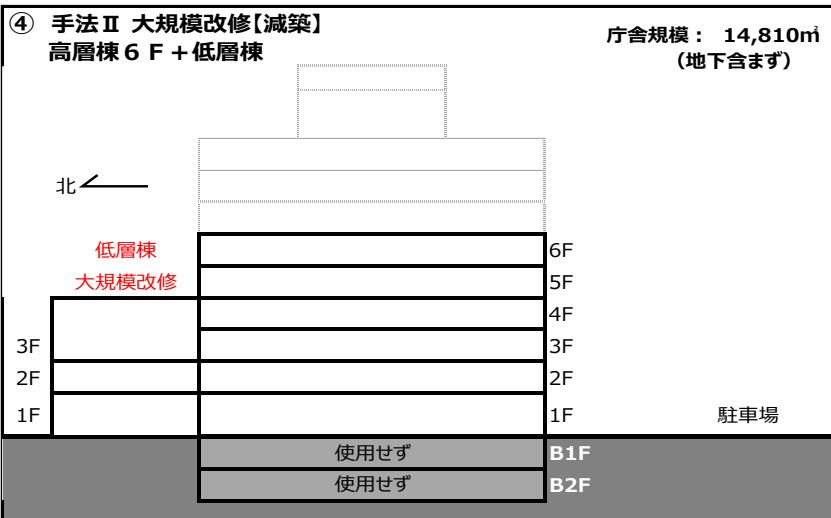 ④ 手法Ⅱ 大規模改修【減築】
高層棟６Ｆ＋低層棟
庁舎規模： 14,810㎡
（地下含まず）
北
低層棟
6F
大規模改修
5F
4F
3F
3F
2F
2F
1F
1F
駐車場
使用せず
B1F
使用せず
B2F